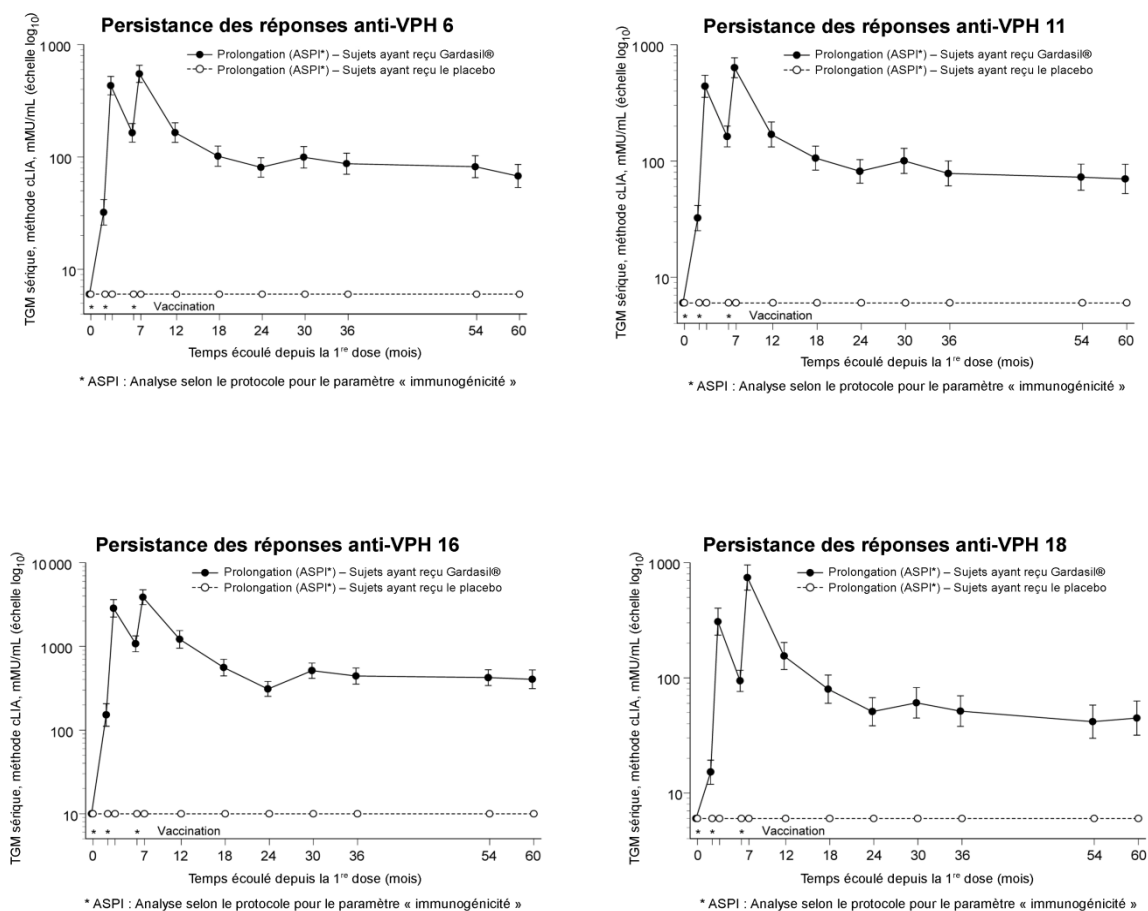 Persistance des réponses anti-VPH 6
TGM sérique, méthode cLIA, mMU/mL (échelle log10)
1000
100
10
Prolongation (ASPI*) – Sujets ayant reçu Gardasil®
Prolongation (ASPI*) – Sujets ayant reçu le placebo
* * * Vaccination
0 7 12 18 24 30 36 54 60
Temps écoulé depuis la 1re dose (mois)
* ASPI : Analyse selon le protocole pour le paramètre « immunogénicité »
Persistance des réponses anti-VPH 11
TGM sérique, méthode cLIA, mMU/mL (échelle log10)
1000
100
10
Prolongation (ASPI*) – Sujets ayant reçu Gardasil®
Prolongation (ASPI*) – Sujets ayant reçu le placebo
* * * Vaccination
0 7 12 18 24 30 36 54 60
Temps écoulé depuis la 1re dose (mois)
* ASPI : Analyse selon le protocole pour le paramètre « immunogénicité »
Persistance des réponses anti-VPH 16
TGM sérique, méthode cLIA, mMU/mL (échelle log10)
10 000
1000
100
10
Prolongation (ASPI*) – Sujets ayant reçu Gardasil®
Prolongation (ASPI*) – Sujets ayant reçu le placebo
* * * Vaccination
0 7 12 18 24 30 36 54 60
Temps écoulé depuis la 1re dose (mois)
* ASPI : Analyse selon le protocole pour le paramètre « immunogénicité »
Persistance des réponses anti-VPH 18
TGM sérique, méthode cLIA, mMU/mL (échelle log10)
1000
100
10
Prolongation (ASPI*) – Sujets ayant reçu Gardasil®
Prolongation (ASPI*) – Sujets ayant reçu le placebo
* * * Vaccination
0 7 12 18 24 30 36 54 60
Temps écoulé depuis la 1re dose (mois)
* ASPI : Analyse selon le protocole pour le paramètre « immunogénicité »